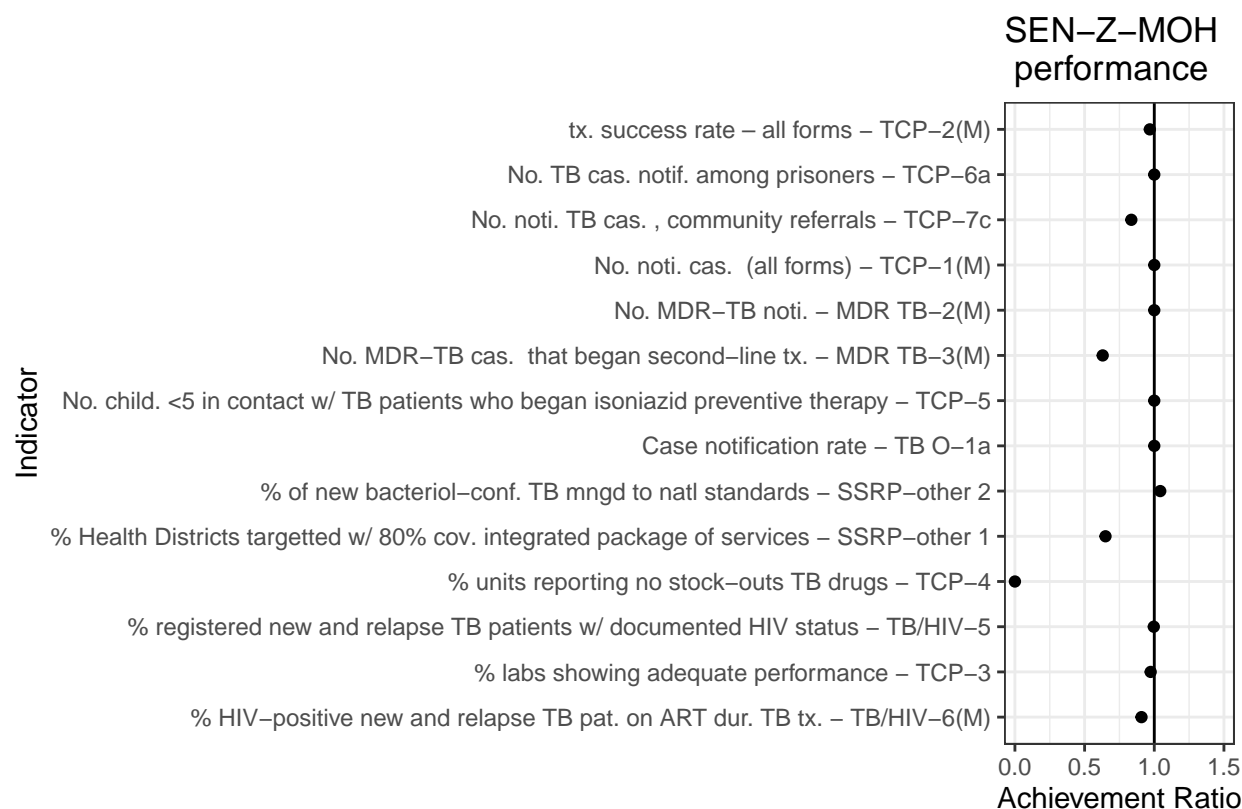 SEN−Z−MOH
performance
tx. success rate – all forms − TCP−2(M)
No. TB cas. notif. among prisoners − TCP−6a
No. noti. TB cas. , community referrals − TCP−7c
No. noti. cas.  (all forms) − TCP−1(M)
No. MDR−TB noti. − MDR TB−2(M)
No. MDR−TB cas.  that began second−line tx. − MDR TB−3(M)
No. child. <5 in contact w/ TB patients who began isoniazid preventive therapy − TCP−5
Case notification rate − TB O−1a
% of new bacteriol−conf. TB mngd to natl standards − SSRP−other 2
% Health Districts targetted w/ 80% cov. integrated package of services − SSRP−other 1
% units reporting no stock−outs TB drugs − TCP−4
% registered new and relapse TB patients w/ documented HIV status − TB/HIV−5
% labs showing adequate performance − TCP−3
% HIV−positive new and relapse TB pat. on ART dur. TB tx. − TB/HIV−6(M)
Indicator
0.0 0.5 1.0 1.5
Achievement Ratio